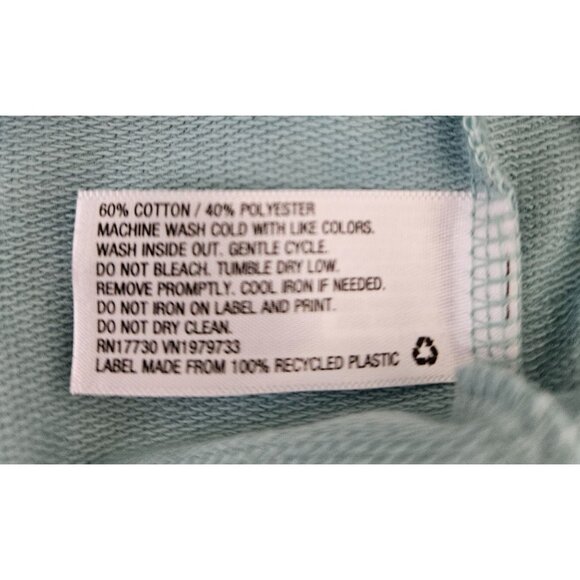 60% COTTON / 40% POLYESTER
MACHINE WASH COLD WITH LIKE COLORS.
WASH INSIDE OUT. GENTLE CYCLE.
DO NOT BLEACH. TUMBLE DRY LOW.
REMOVE PROMPTLY. COOL IRON IF NEEDED.
DO NOT IRON ON LABEL AND PRINT.
DO NOT DRY CLEAN.
RN17730 VN1979733
LABEL MADE FROM 100% RECYCLED PLASTIC